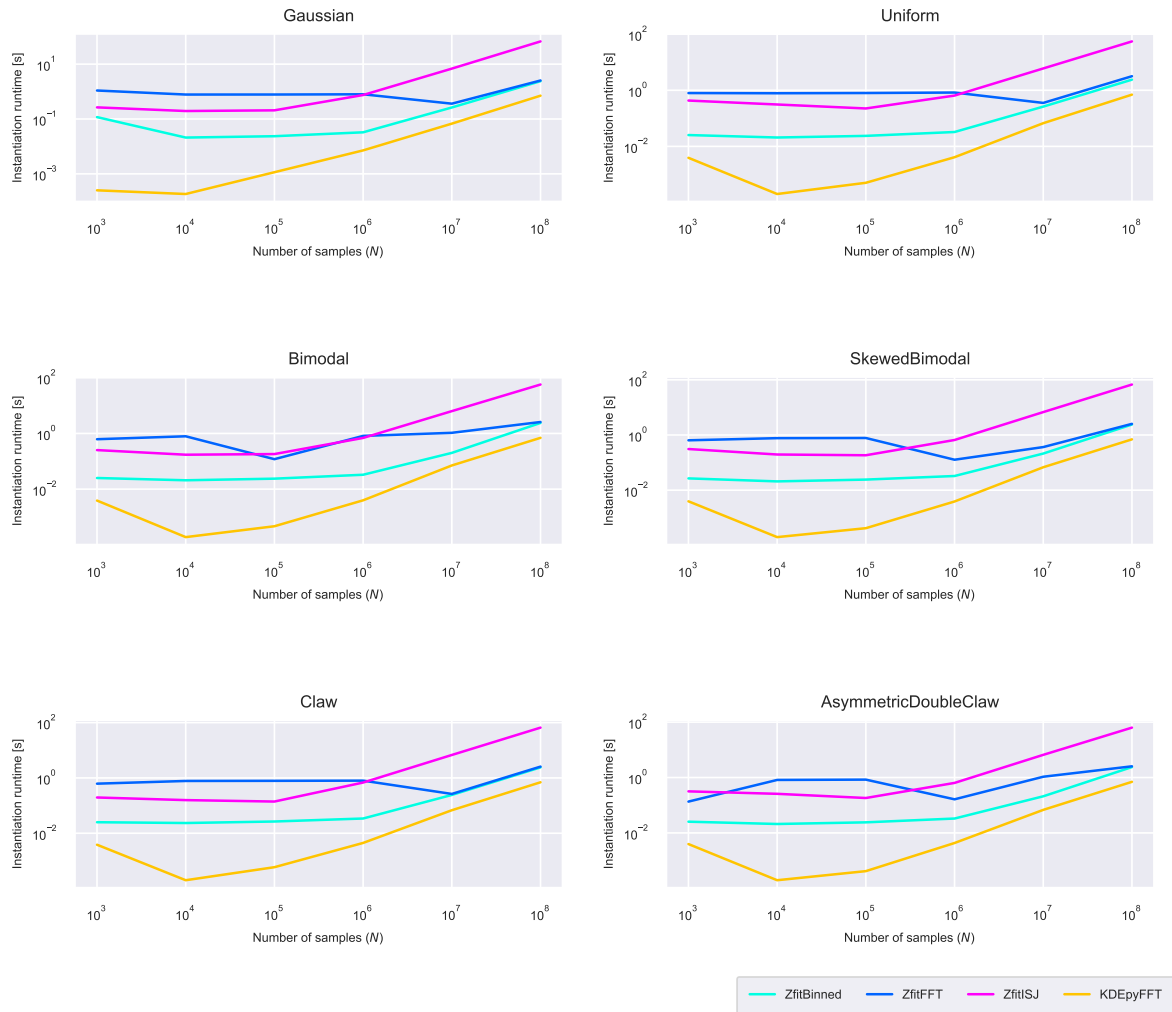 Gaussian
Instantiation runtime [s]
10^1
10^−1
10^−3
10^3 10^4 10^5 10^6 10^7 10^8
Number of samples (N)
Uniform
Instantiation runtime [s]
10^2
10^0
10^−2
10^3 10^4 10^5 10^6 10^7 10^8
Number of samples (N)
Bimodal
Instantiation runtime [s]
10^2
10^0
10^−2
10^3 10^4 10^5 10^6 10^7 10^8
Number of samples (N)
SkewedBimodal
Instantiation runtime [s]
10^2
10^0
10^−2
10^3 10^4 10^5 10^6 10^7 10^8
Number of samples (N)
Claw
Instantiation runtime [s]
10^2
10^0
10^−2
10^3 10^4 10^5 10^6 10^7 10^8
Number of samples (N)
AsymmetricDoubleClaw
Instantiation runtime [s]
10^2
10^0
10^−2
10^3 10^4 10^5 10^6 10^7 10^8
Number of samples (N)
ZfitBinned ZfitFFT ZfitISJ KDEpyFFT